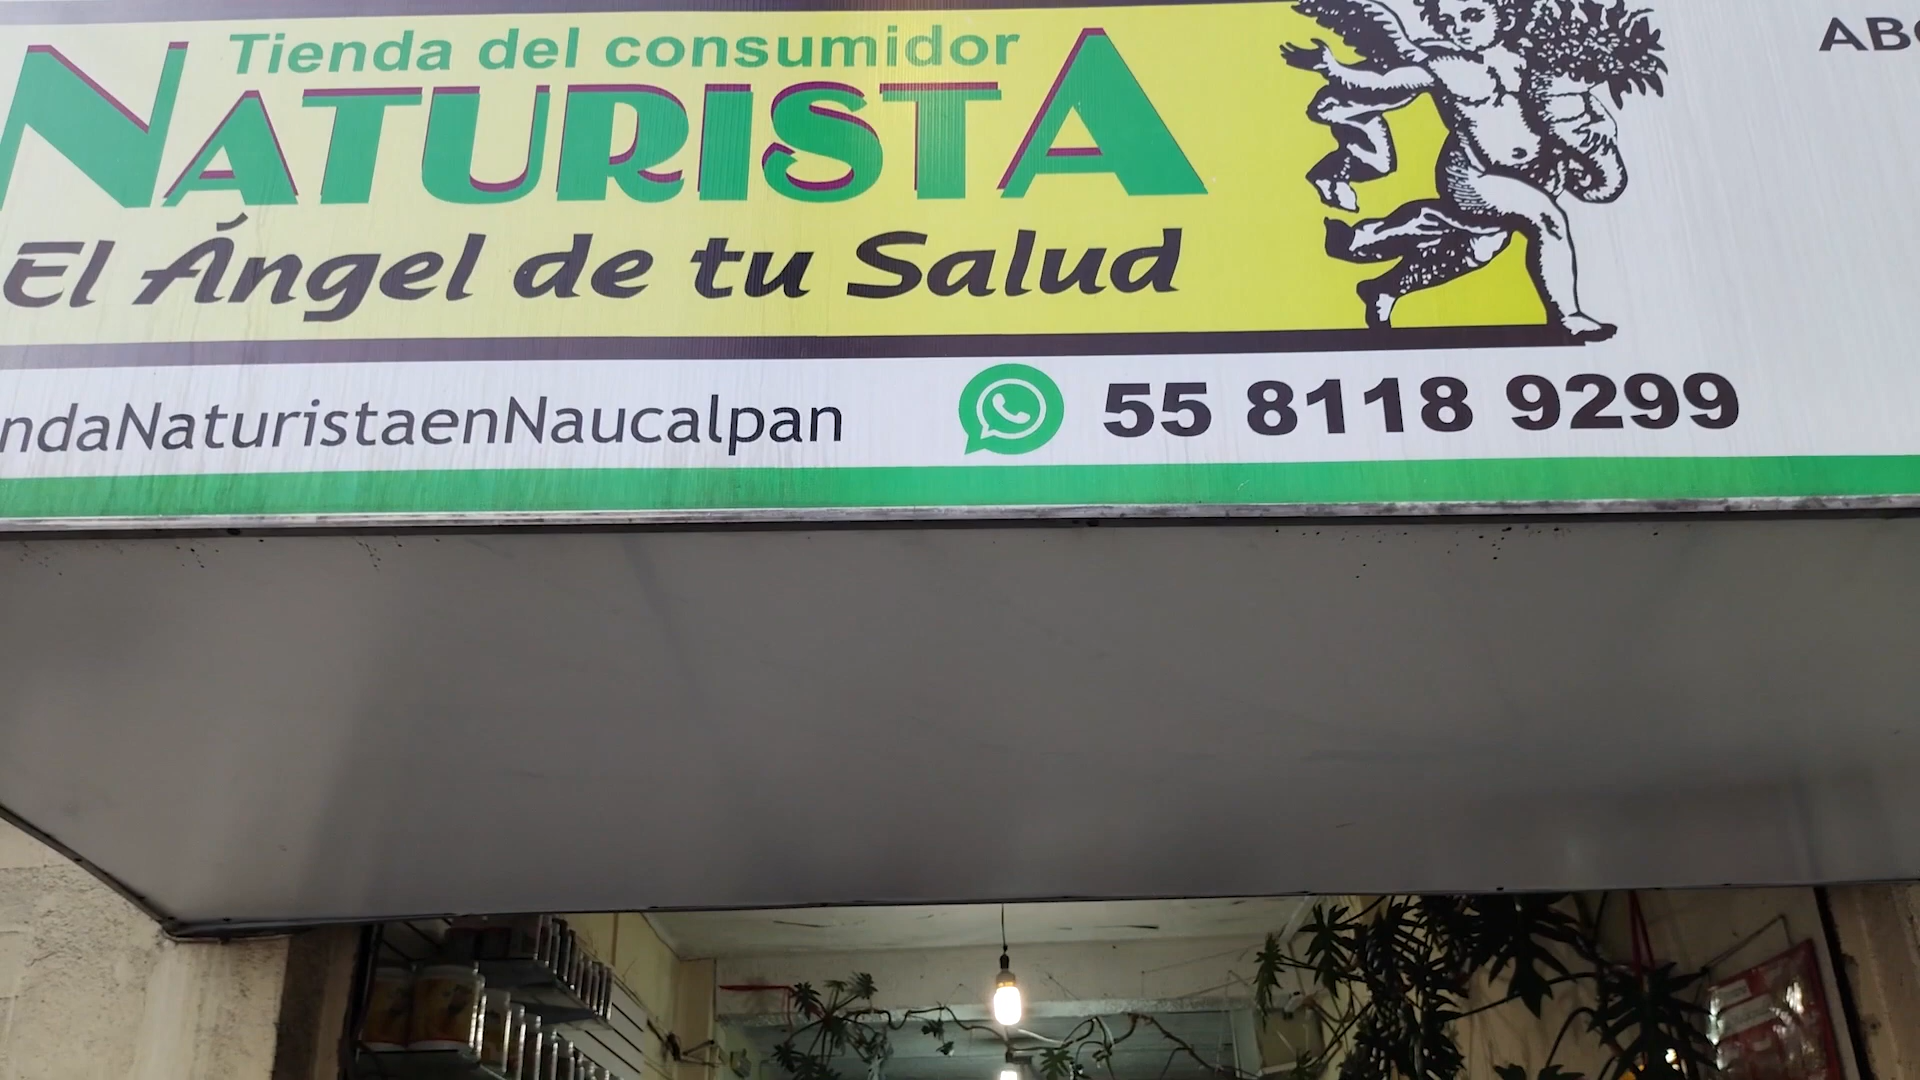 Tienda del consumidor
NATURISTA
El Ángel de tu Salud
ndaNaturistaenNaucalpan
55 8118 9299